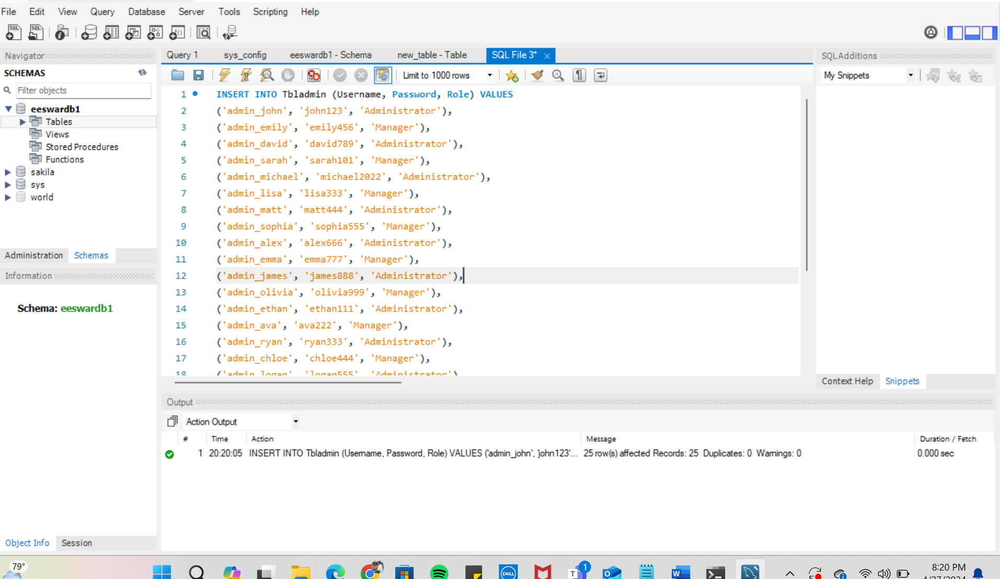 File Edit View Query Database Server Tools Scripting Help
Navigator
SCHEMAS
Filter objects
eeswardb1
Tables
Views
Stored Procedures
Functions
sakila
sys
world
Administration Schemas
Information
Schema: eeswardb1
Object Info Session
Query 1 sys_config eeswardb1 - Schema new_table - Table SQL File 3*
Limit to 1000 rows
1 INSERT INTO Tbladmin (Username, Password, Role) VALUES
2 ('admin_john', 'john123', 'Administrator'),
3 ('admin_emily', 'emily456', 'Manager'),
4 ('admin_david', 'david789', 'Administrator'),
5 ('admin_sarah', 'sarah101', 'Manager'),
6 ('admin_michael', 'michael2022', 'Administrator'),
7 ('admin_lisa', 'lisa333', 'Manager'),
8 ('admin_matt', 'matt444', 'Administrator'),
9 ('admin_sophia', 'sophia555', 'Manager'),
10 ('admin_alex', 'alex666', 'Administrator'),
11 ('admin_emma', 'emma777', 'Manager'),
12 ('admin_james', 'james888', 'Administrator'),
13 ('admin_olivia', 'olivia999', 'Manager'),
14 ('admin_ethan', 'ethan111', 'Administrator'),
15 ('admin_ava', 'ava222', 'Manager'),
16 ('admin_ryan', 'ryan333', 'Administrator'),
17 ('admin_chloe', 'chloe444', 'Manager'),
18 ('admin_logan', 'logan555', 'Administrator')
SQLAdditions
My Snippets
Context Help Snippets
Output
Action Output
# Time Action Message Duration / Fetch
1 20:20:05 INSERT INTO Tbladmin (Username, Password, Role) VALUES ('admin_john', 'john123'... 25 row(s) affected Records: 25 Duplicates: 0 Warnings: 0 0.000 sec
79°
DELL
1
8:20 PM
4/27/2024